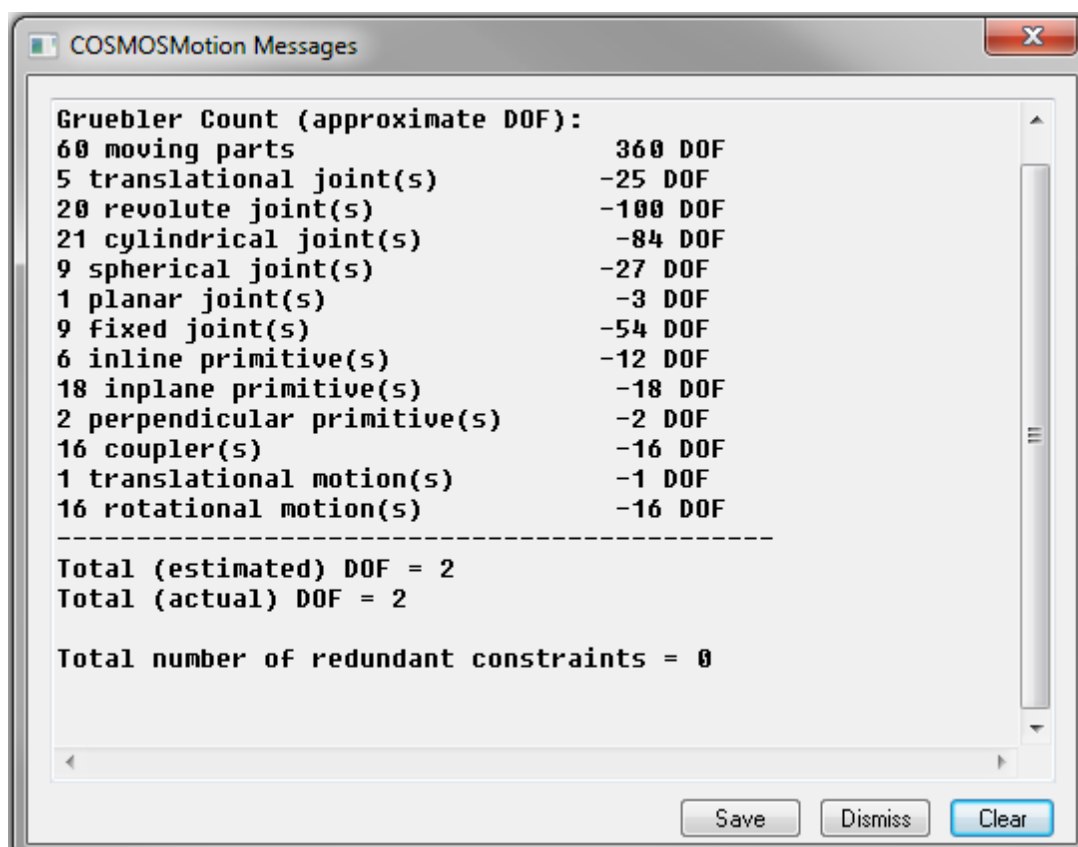 COSMOSMotion Messages
Gruebler Count (approximate DOF):
60 moving parts 360 DOF
5 translational joint(s) -25 DOF
20 revolute joint(s) -100 DOF
21 cylindrical joint(s) -84 DOF
9 spherical joint(s) -27 DOF
1 planar joint(s) -3 DOF
9 fixed joint(s) -54 DOF
6 inline primitive(s) -12 DOF
18 inplane primitive(s) -18 DOF
2 perpendicular primitive(s) -2 DOF
16 coupler(s) -16 DOF
1 translational motion(s) -1 DOF
16 rotational motion(s) -16 DOF
---------------------------------------------
Total (estimated) DOF = 2
Total (actual) DOF = 2
Total number of redundant constraints = 0
Save Dismiss Clear